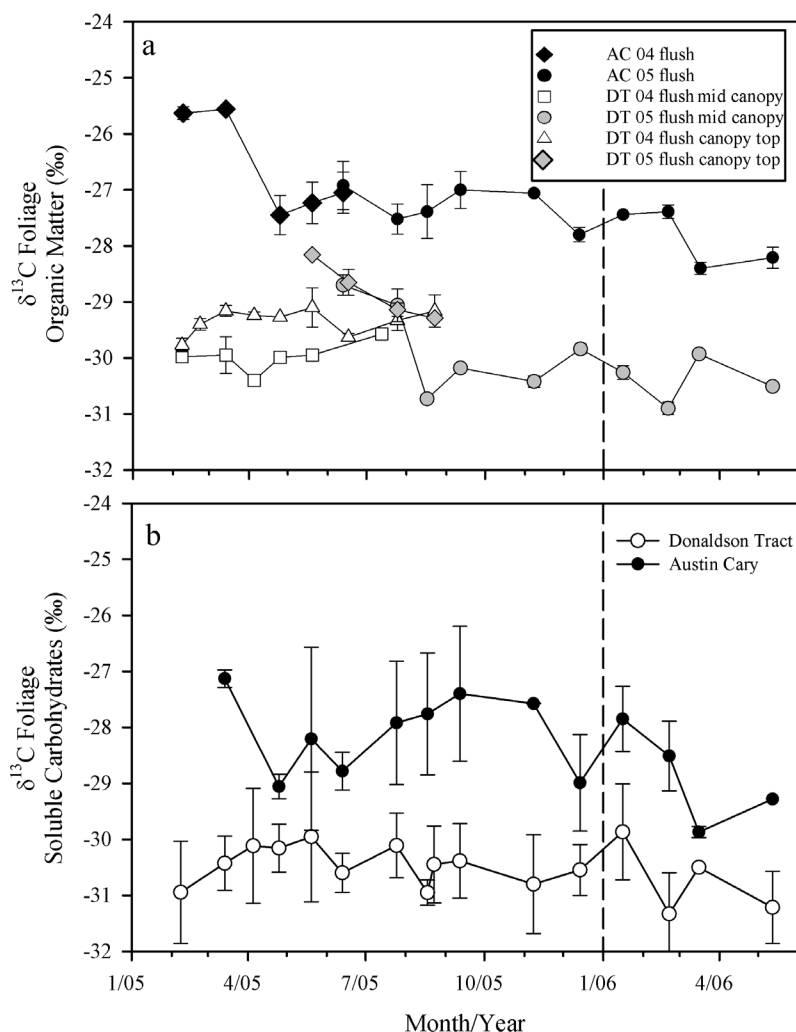 a
-24
-25
-26
-27
-28
-29
-30
-31
-32
δ13C Foliage
Organic Matter (‰)
AC 04 flush
AC 05 flush
DT 04 flush mid canopy
DT 05 flush mid canopy
DT 04 flush canopy top
DT 05 flush canopy top
b
-24
-25
-26
-27
-28
-29
-30
-31
-32
δ13C Foliage
Soluble Carbohydrates (‰)
Donaldson Tract
Austin Cary
1/05 4/05 7/05 10/05 1/06 4/06
Month/Year